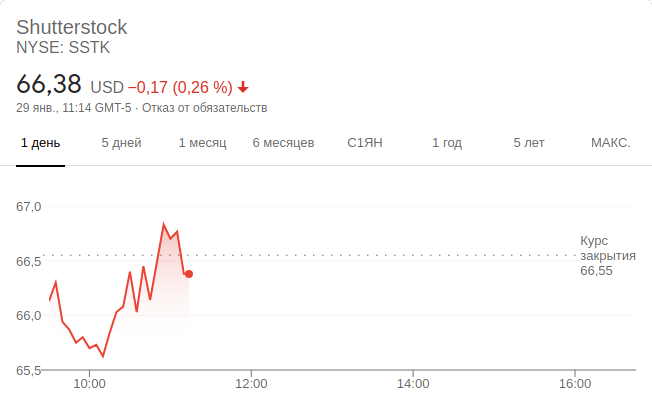 Shutterstock
NYSE: SSTK
66,38 USD −0,17 (0,26 %)
29 янв., 11:14 GMT-5 · Отказ от обязательств
1 день 5 дней 1 месяц 6 месяцев С1ЯН 1 год 5 лет МАКС.
67,0
66,5
66,0
65,5
Курс
закрытия
66,55
10:00 12:00 14:00 16:00